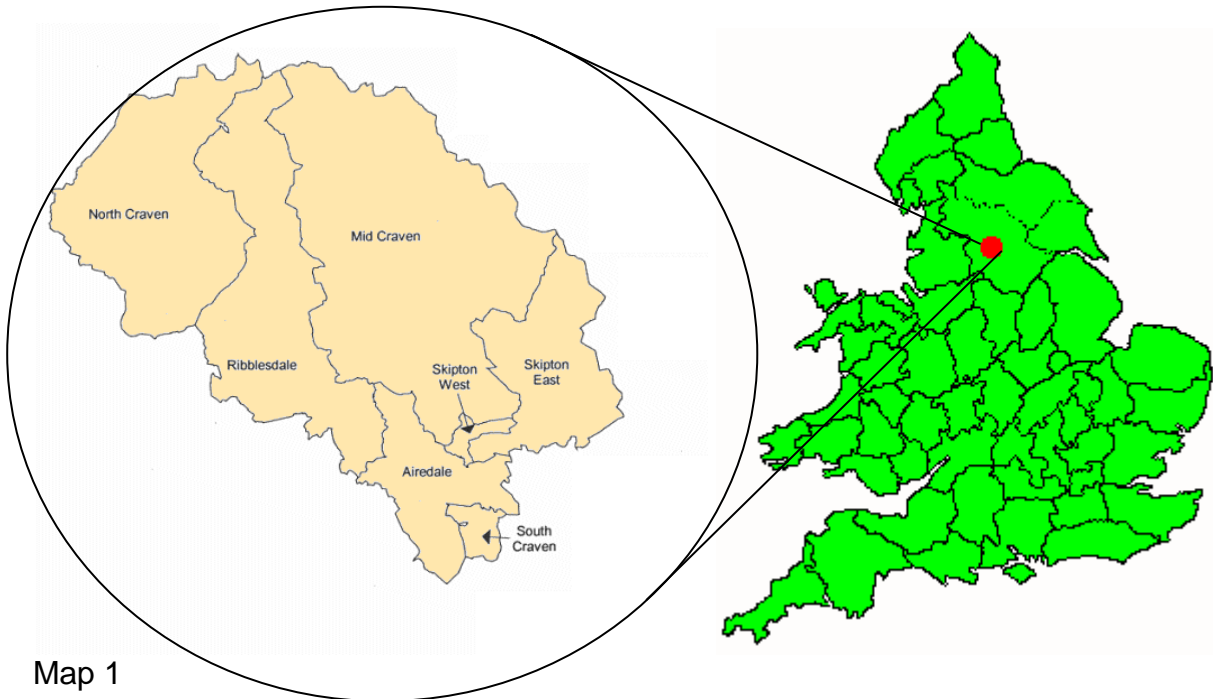 North Craven
Mid Craven
Ribblesdale
Skipton
West
Skipton
East
Airedale
South
Craven
Map 1